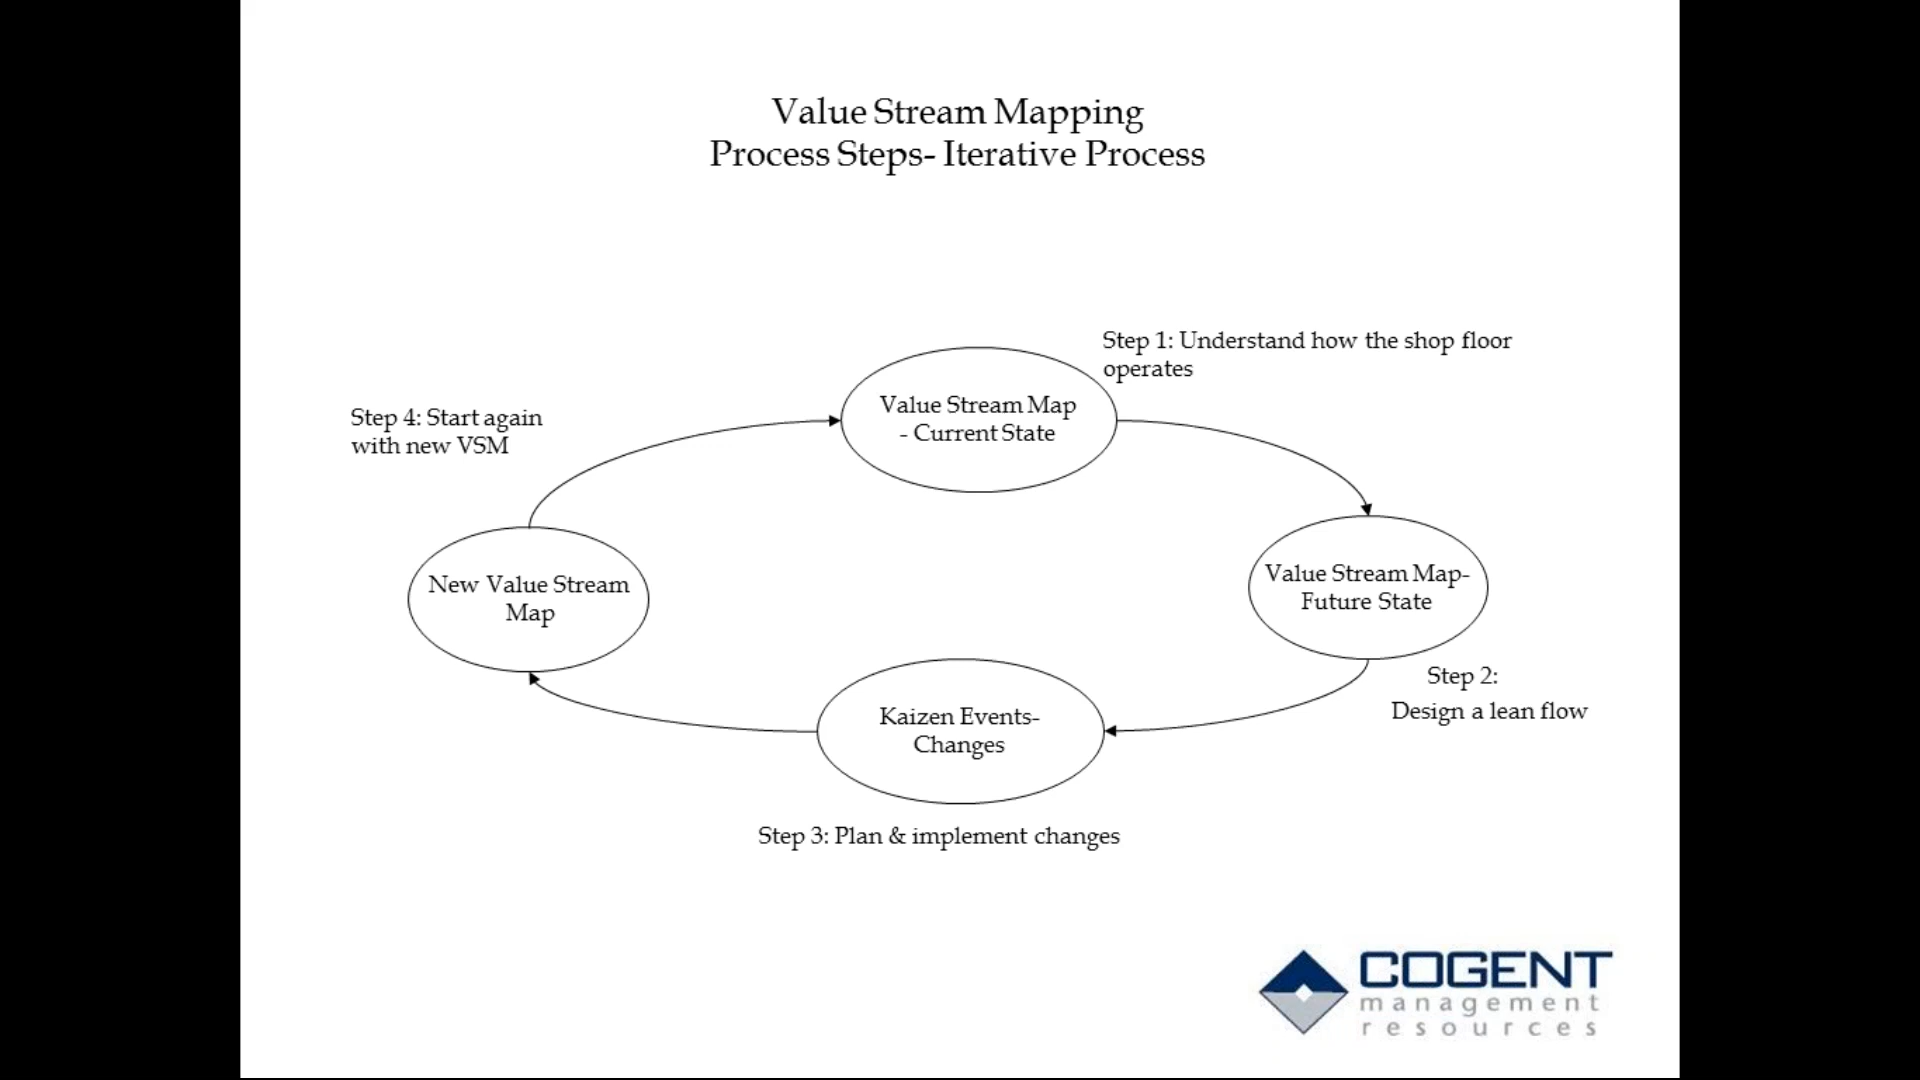 Value Stream Mapping
Process Steps- Iterative Process
Step 1: Understand how the shop floor
operates
Value Stream Map
- Current State
Step 4: Start again
with new VSM
Value Stream Map-
Future State
New Value Stream
Map
Step 2:
Design a lean flow
Kaizen Events-
Changes
Step 3: Plan & implement changes
COGENT
management
resources